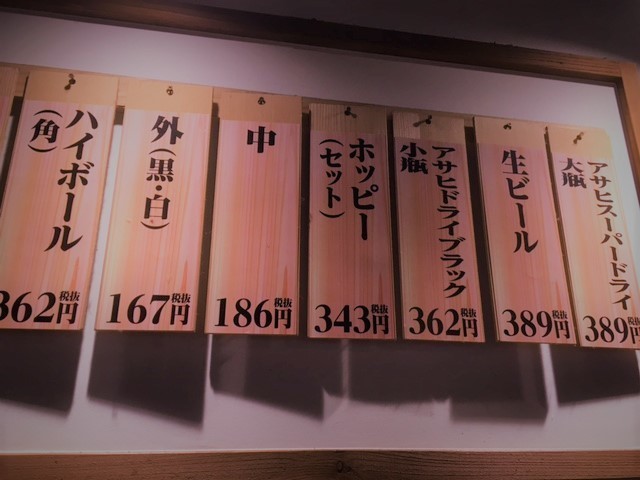 アサヒスーパードライ
大瓶
税抜
389円
生ビール
税抜
389円
アサヒドライブラック
小瓶
税抜
362円
ホッピー
(セット)
税抜
343円
中
税抜
186円
外(黒・白)
税抜
167円
ハイボール
(角)
税抜
362円